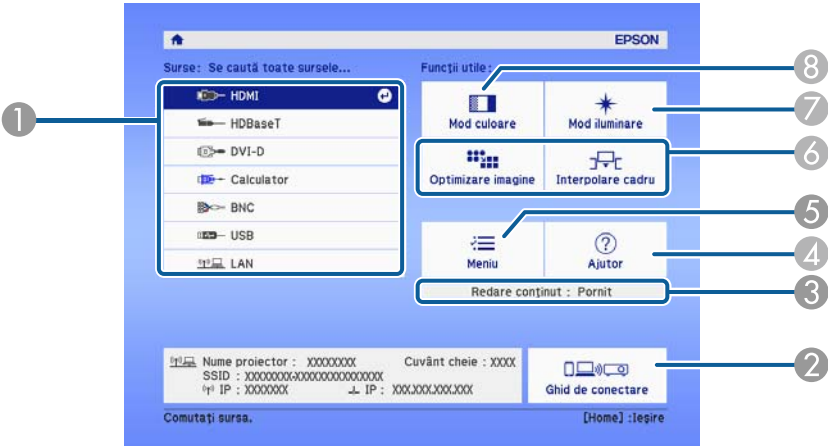 EPSON
Surse: Se caută toate sursele...
Funcții utile:
HDMI
HDBaseT
DVI-D
Calculator
BNC
USB
LAN
Mod culoare
Mod iluminare
Optimizare imagine
Interpolare cadru
Meniu
Ajutor
Redare conținut : Pornit
Nume proiector : XXXXXXXX
Cuvânt cheie : XXXX
SSID : XXXXXXXX-XXXXXXXXXXXXXX
IP : XXXXXXX
IP : XXX.XXX.XXX.XXX
Ghid de conectare
Comutați sursa.
[Home] :Ieșire
1
8
7
6
5
4
3
2